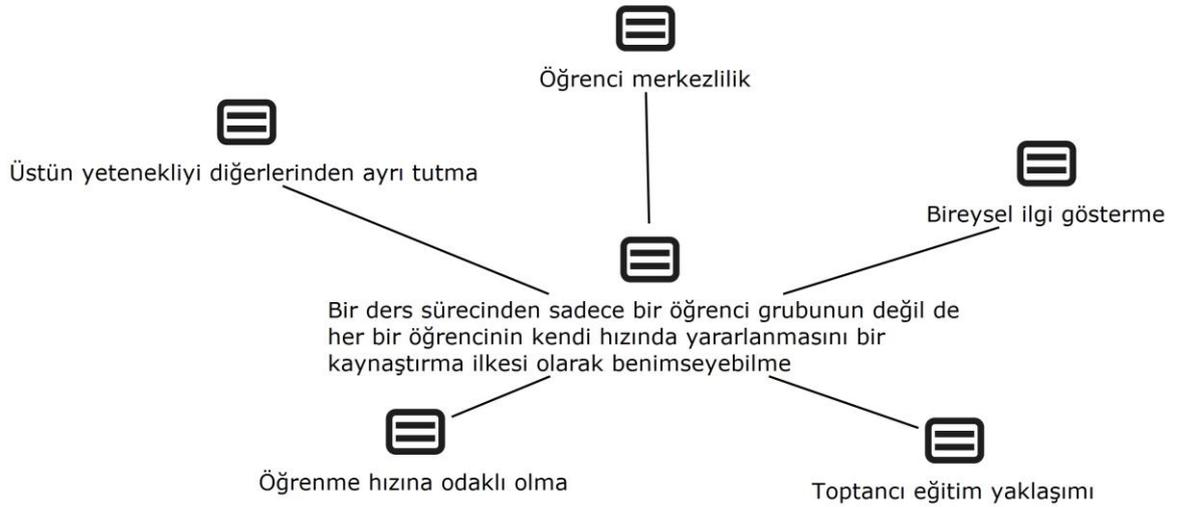 Öğrenci merkezlilik
Üstün yetenekliyi diğerlerinden ayrı tutma
Bireysel ilgi gösterme
Bir ders sürecinden sadece bir öğrenci grubunun değil de
her bir öğrencinin kendi hızında yararlanmasını bir
kaynaştırma ilkesi olarak benimseyebilme
Öğrenme hızına odaklı olma
Toptancı eğitim yaklaşımı